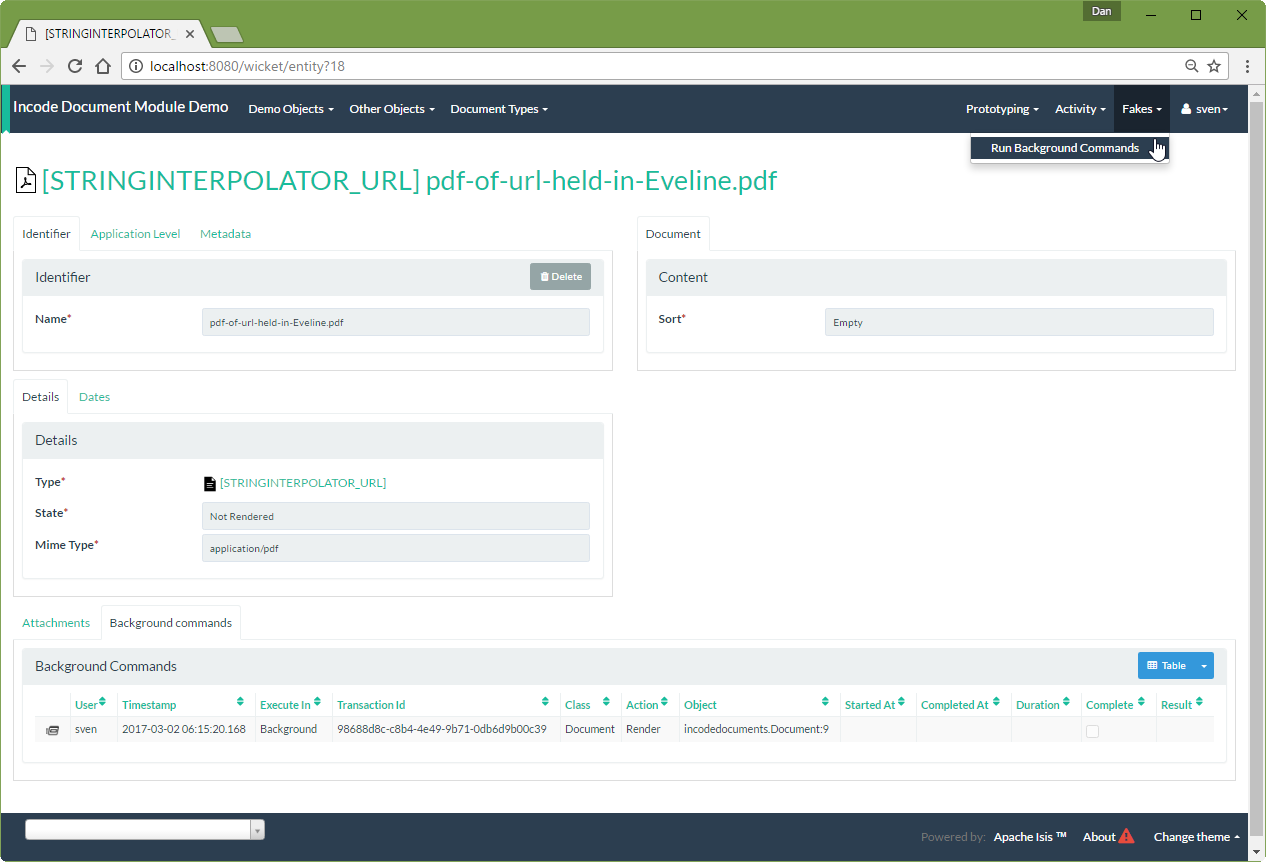 Dan
[STRINGINTERPOLATOR_
localhost:8080/wicket/entity?18
Incode Document Module Demo Demo Objects Other Objects Document Types Prototyping Activity Fakes sven
Run Background Commands
[STRINGINTERPOLATOR_URL] pdf-of-url-held-in-Eveline.pdf
Identifier Application Level Metadata
Identifier Delete
Name* pdf-of-url-held-in-Eveline.pdf
Document
Content
Sort* Empty
Details Dates
Details
Type* [STRINGINTERPOLATOR_URL]
State* Not Rendered
Mime Type* application/pdf
Attachments Background commands
Background Commands Table
User Timestamp Execute In Transaction Id Class Action Object Started At Completed At Duration Complete Result
sven 2017-03-02 06:15:20.168 Background 98688d8c-c8b4-4e49-9b71-0db6d9b00c39 Document Render incodedocuments.Document:9
Powered by: Apache Isis ™ About Change theme